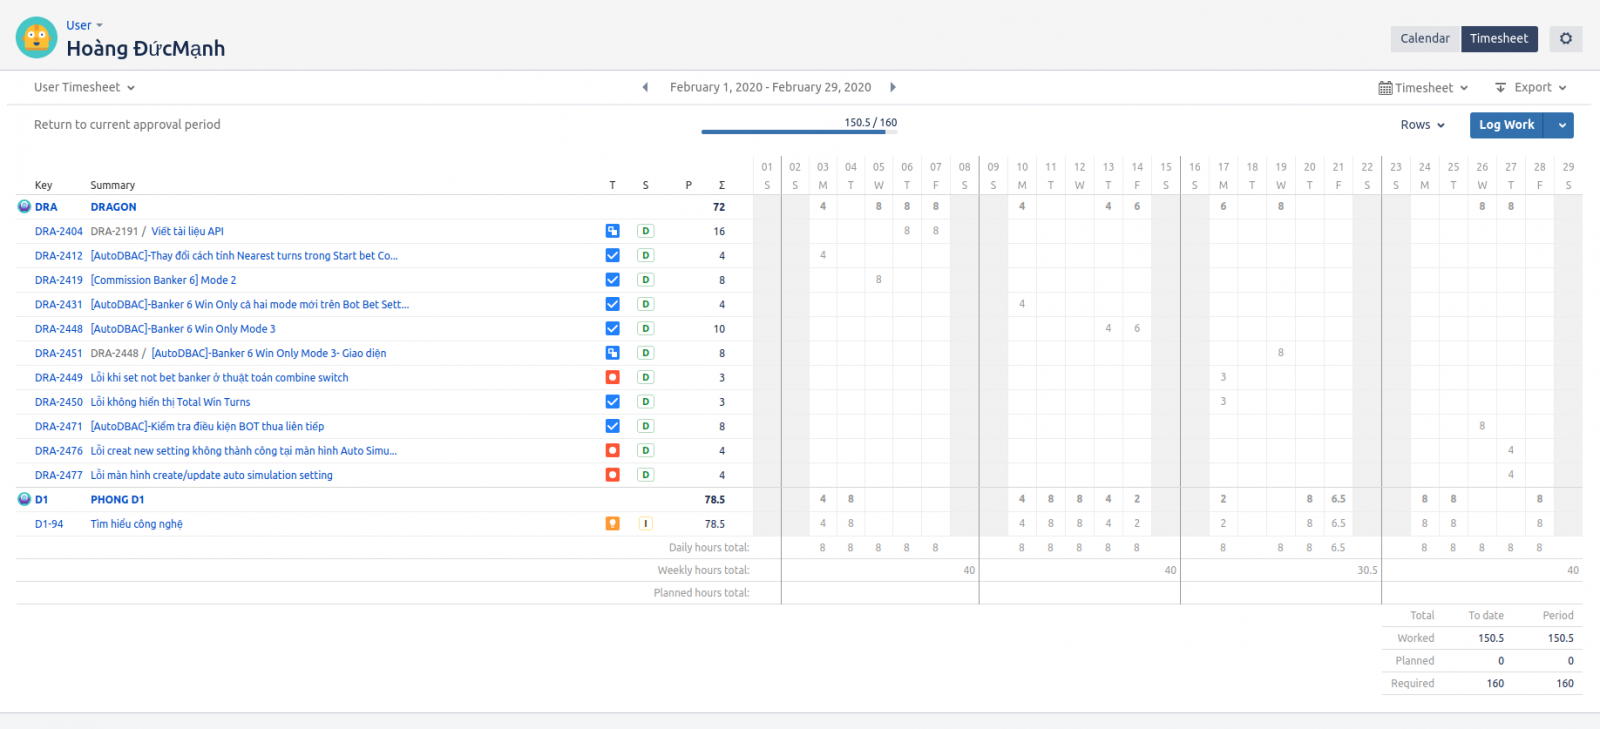 User
Hoàng ĐứcMạnh
Calendar Timesheet
User Timesheet February 1, 2020 - February 29, 2020 Timesheet Export
Return to current approval period 150.5 / 160 Rows Log Work
01 02 03 04 05 06 07 08 09 10 11 12 13 14 15 16 17 18 19 20 21 22 23 24 25 26 27 28 29
Key Summary T S P Σ S S M T W T F S S M T W T F S S M T W T F S S M T W T F S
DRA DRAGON 72 4 8 8 8 4 4 6 6 8 8 8
DRA-2404 DRA-2191 / Viết tài liệu API D 16 8 8
DRA-2412 [AutoDBAC]-Thay đổi cách tính Nearest turns trong Start bet Co... D 4 4
DRA-2419 [Commission Banker 6] Mode 2 D 8 8
DRA-2431 [AutoDBAC]-Banker 6 Win Only cả hai mode mới trên Bot Bet Sett... D 4 4
DRA-2448 [AutoDBAC]-Banker 6 Win Only Mode 3 D 10 4 6
DRA-2451 DRA-2448 / [AutoDBAC]-Banker 6 Win Only Mode 3- Giao diện D 8 8
DRA-2449 Lỗi khi set not bet banker ở thuật toán combine switch D 3 3
DRA-2450 Lỗi không hiển thị Total Win Turns D 3 3
DRA-2471 [AutoDBAC]-Kiểm tra điều kiện BOT thua liên tiếp D 8 8
DRA-2476 Lỗi creat new setting không thành công tại màn hình Auto Simu... D 4 4
DRA-2477 Lỗi màn hình create/update auto simulation setting D 4 4
D1 PHONG D1 78.5 4 8 4 8 8 4 2 2 8 6.5 8 8 8
D1-94 Tìm hiểu công nghệ I 78.5 4 8 4 8 8 4 2 2 8 6.5 8 8 8
Daily hours total: 8 8 8 8 8 8 8 8 8 8 8 8 8 6.5 8 8 8 8 8
Weekly hours total: 40 40 30.5 40
Planned hours total:
Total To date Period
Worked 150.5 150.5
Planned 0 0
Required 160 160